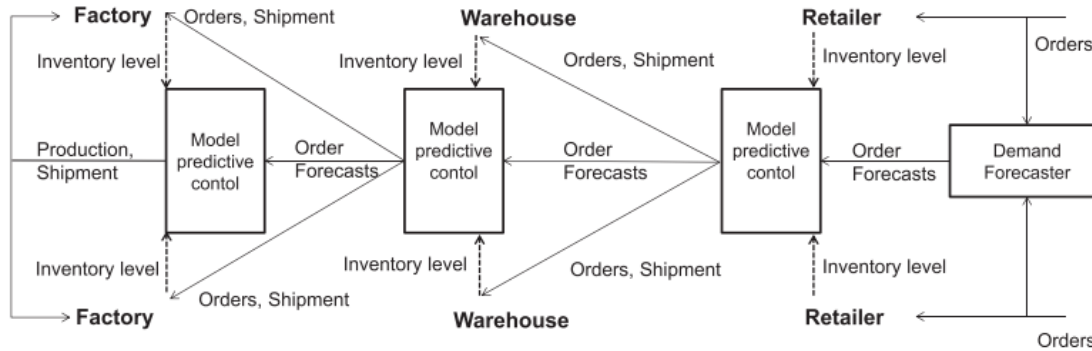 Factory
Orders, Shipment
Warehouse
Retailer
Orders
Inventory level
Inventory level
Orders, Shipment
Inventory level
Model
predictive
contol
Model
predictive
contol
Model
predictive
contol
Production,
Shipment
Order
Forecasts
Order
Forecasts
Order
Forecasts
Demand
Forecaster
Inventory level
Orders, Shipment
Inventory level
Orders, Shipment
Inventory level
Factory
Warehouse
Retailer
Orders